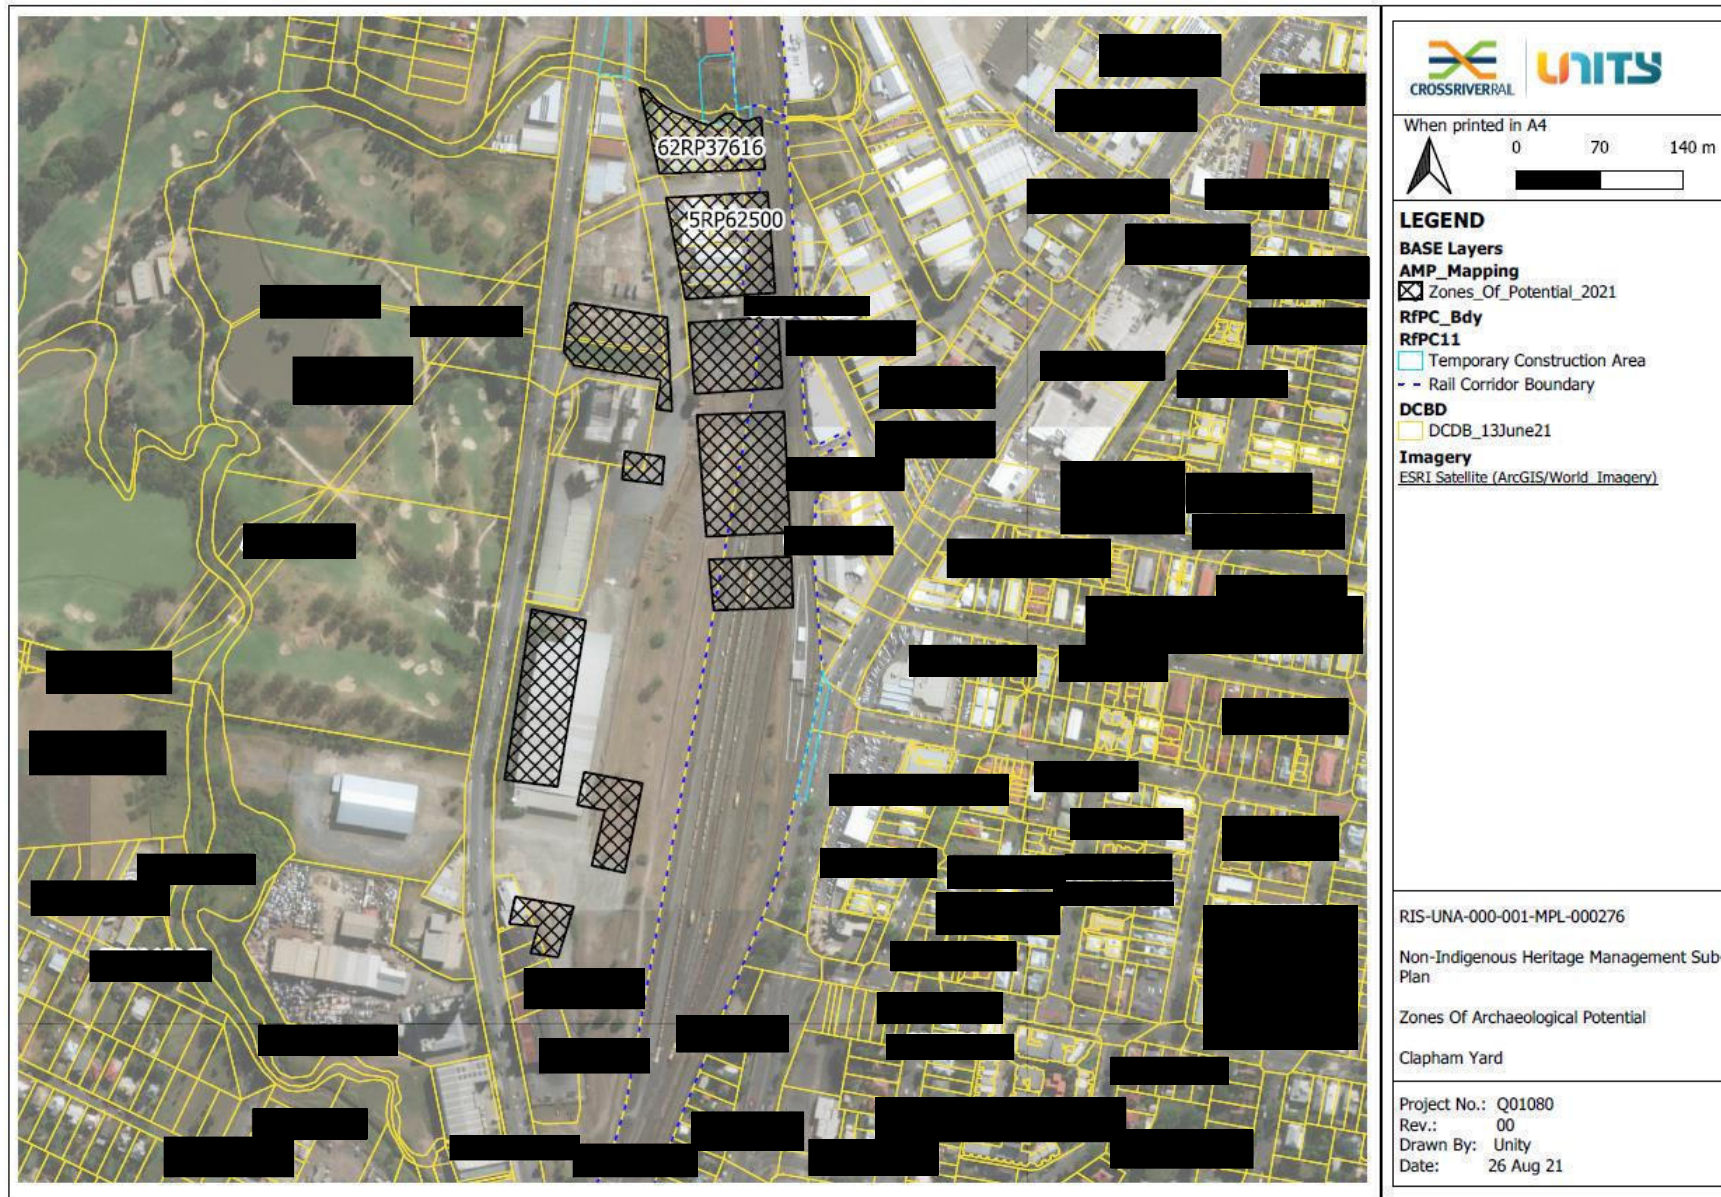 62RP37616
5RP62500
CROSSRIVERRAIL
UNITY
When printed in A4
0 70 140 m
LEGEND
BASE Layers
AMP_Mapping
Zones_Of_Potential_2021
RfPC_Bdy
RfPC11
Temporary Construction Area
Rail Corridor Boundary
DCBD
DCDB_13June21
Imagery
ESRI Satellite (ArcGIS/World_Imagery)
RIS-UNA-000-001-MPL-000276
Non-Indigenous Heritage Management Sub-
Plan
Zones Of Archaeological Potential
Clapham Yard
Project No.: Q01080
Rev.: 00
Drawn By: Unity
Date: 26 Aug 21